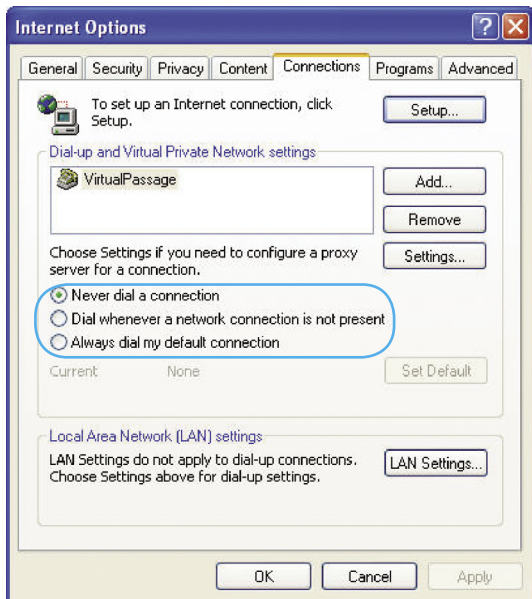 Internet Options
General Security Privacy Content Connections Programs Advanced
To set up an Internet connection, click
Setup.
Setup...
Dial-up and Virtual Private Network settings
VirtualPassage
Add...
Remove
Choose Settings if you need to configure a proxy
server for a connection.
Settings...
Never dial a connection
Dial whenever a network connection is not present
Always dial my default connection
Current None
Set Default
Local Area Network (LAN) settings
LAN Settings do not apply to dial-up connections.
Choose Settings above for dial-up settings.
LAN Settings...
OK Cancel Apply